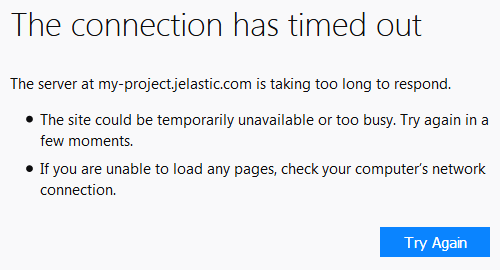 The connection has timed out
The server at my-project.jelastic.com is taking too long to respond.
The site could be temporarily unavailable or too busy. Try again in a
few moments.
If you are unable to load any pages, check your computer's network
connection.
Try Again